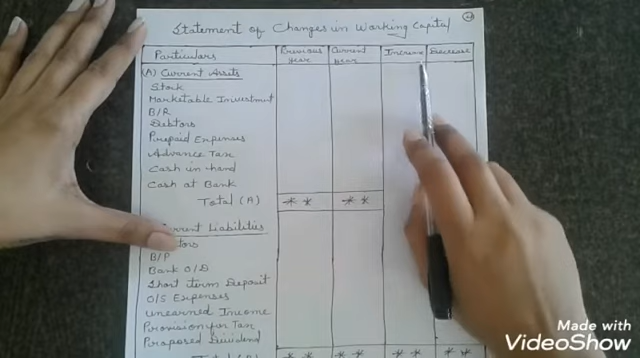 Statement of Changes in Working Capital
Particulars Previous year Current year Increase Decrease
(A) Current Assets
Stock
Marketable Investment
B/R
Debtors
Prepaid Expenses
Advance Tax
Cash in hand
Cash at Bank
Total (A) ** **
Current Liabilities
tors
B/P
Bank O/D
Short term Deposit
O/S Expenses
Unearned Income
Provision for Tax
Proposed Dividend
** ** ** **
Made with
VideoShow